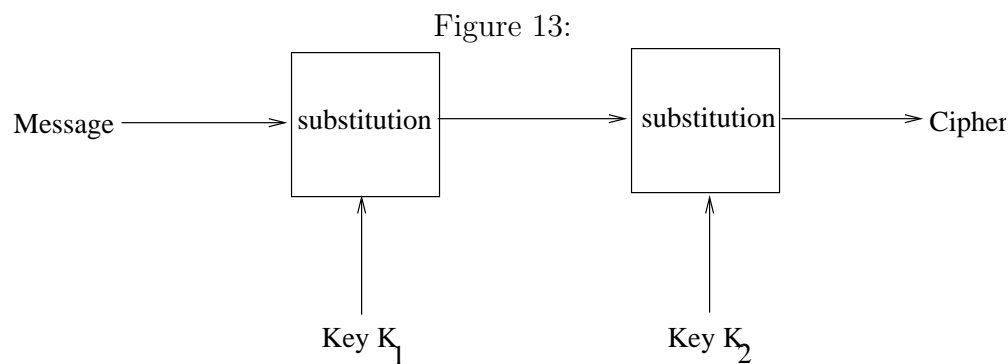 Figure 13:
Message
substitution
substitution
Cipher
Key K1
Key K2